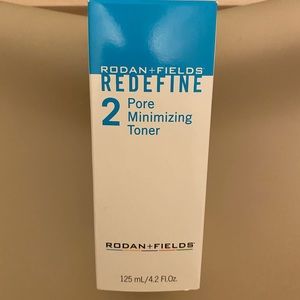 RODAN+FIELDS
REDEFINE
2 Pore
Minimizing
Toner
RODAN+FIELDS®
125 mL/4.2 Fl.Oz.